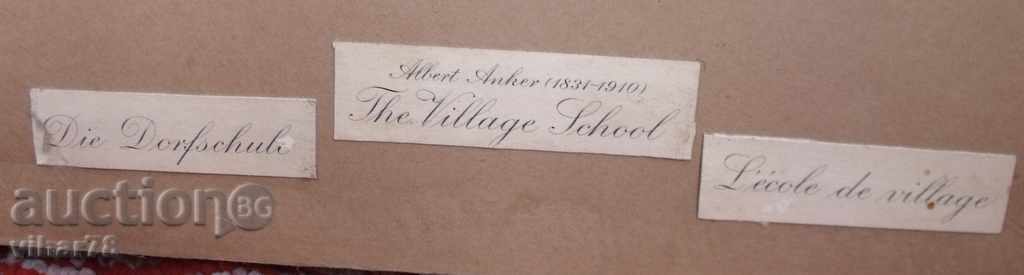 Die Dorfschule
Albert Anker (1831-1910)
The Village School
L'école de village
auction BG
vihar78